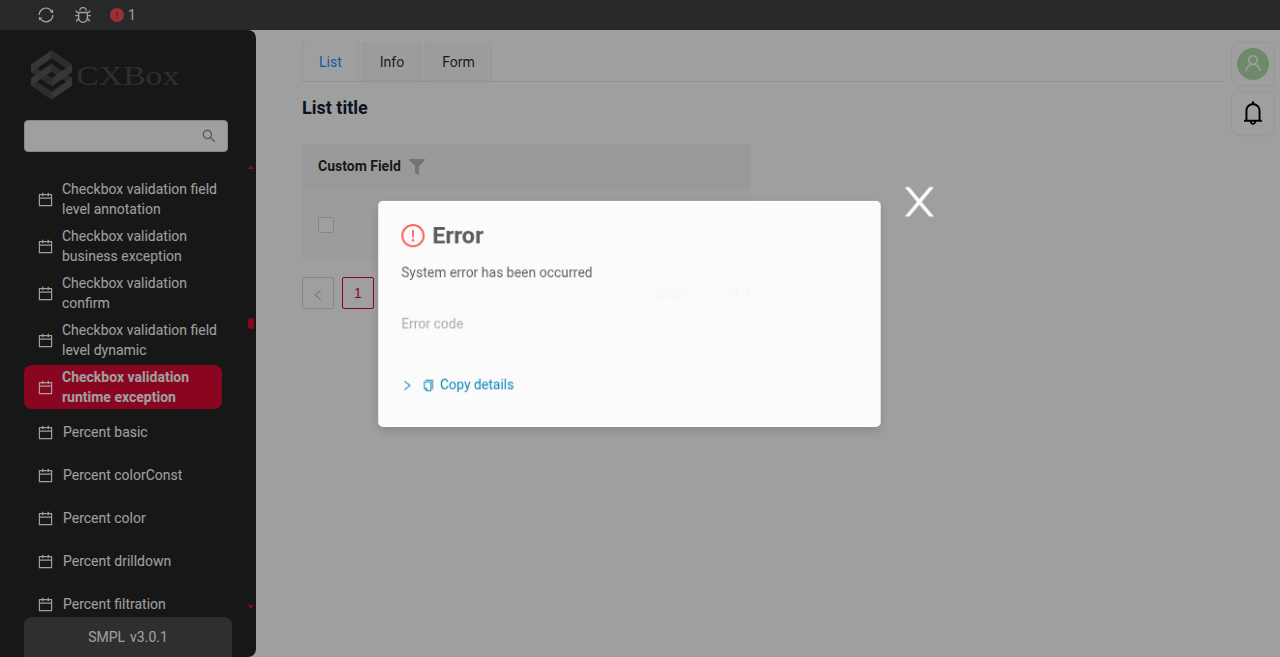 1
CXBox
Checkbox validation field
level annotation
Checkbox validation
business exception
Checkbox validation
confirm
Checkbox validation field
level dynamic
Checkbox validation
runtime exception
Percent basic
Percent colorConst
Percent color
Percent drilldown
Percent filtration
SMPL v3.0.1
List
Info
Form
List title
Custom Field
1
Error
System error has been occurred
Error code
Copy details